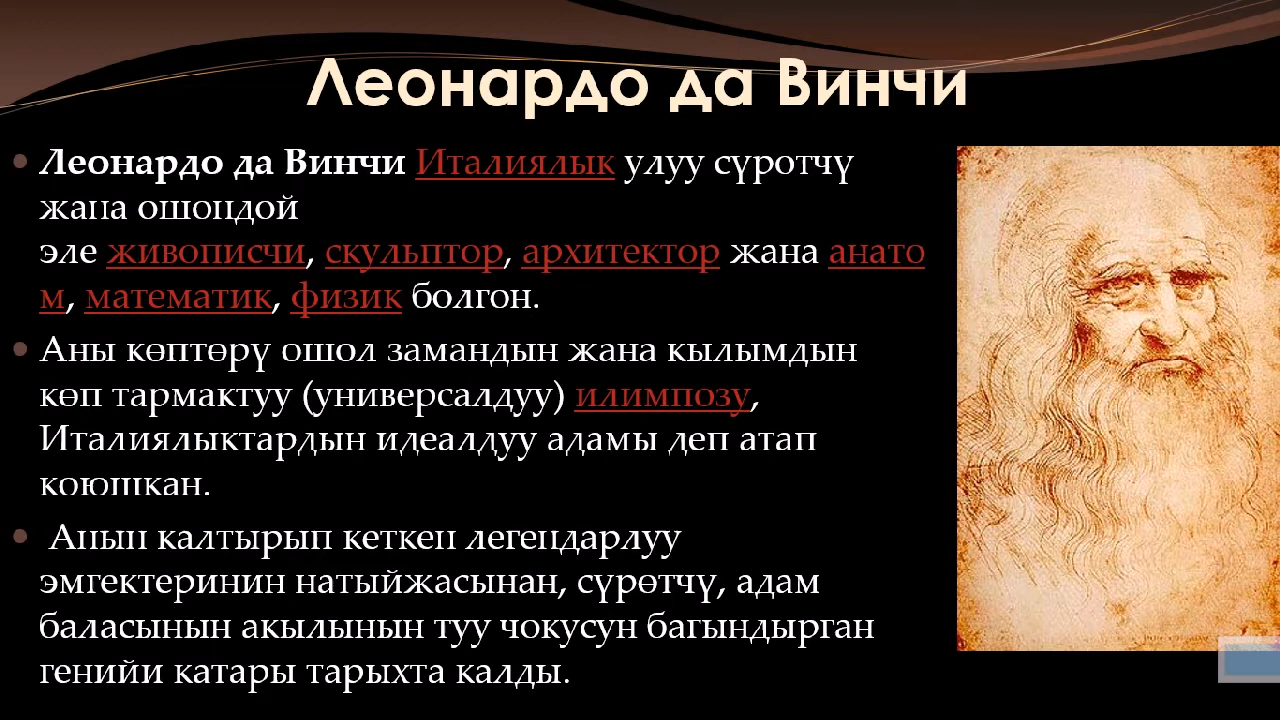 Леонардо да Винчи
• Леонардо да Винчи Италиялык улуу сүротчү
жана ошондой
эле живописчи, скульптор, архитектор жана анато
м, математик, физик болгон.
• Аны көптөрү ошол замандын жана кылымдын
көп тармактуу (универсалдуу) илимпозу,
Италиялыктардын идеалдуу адамы деп атап
коюшкан.
• Анын калтырып кеткен легендарлуу
эмгектеринин натыйжасынан, сүрөтчү, адам
баласынын акылынын туу чокусун багындырган
генийи катары тарыхта калды.